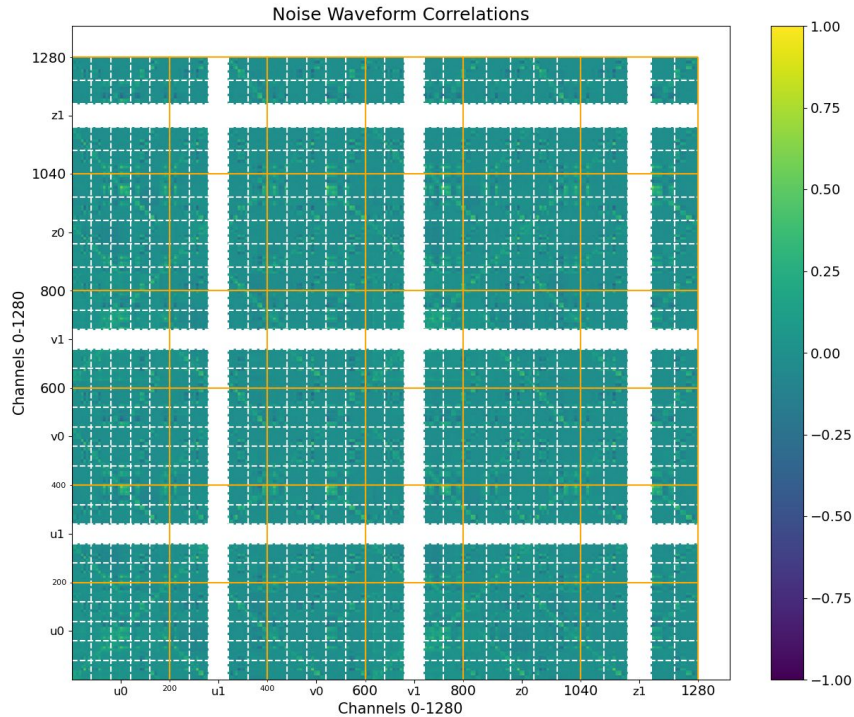 Noise Waveform Correlations
1280
z1
1040
z0
800
v1
600
v0
400
u1
200
u0
Channels 0-1280
u0 200 u1 400 v0 600 v1 800 z0 1040 z1 1280
Channels 0-1280
1.00
0.75
0.50
0.25
0.00
−0.25
−0.50
−0.75
−1.00